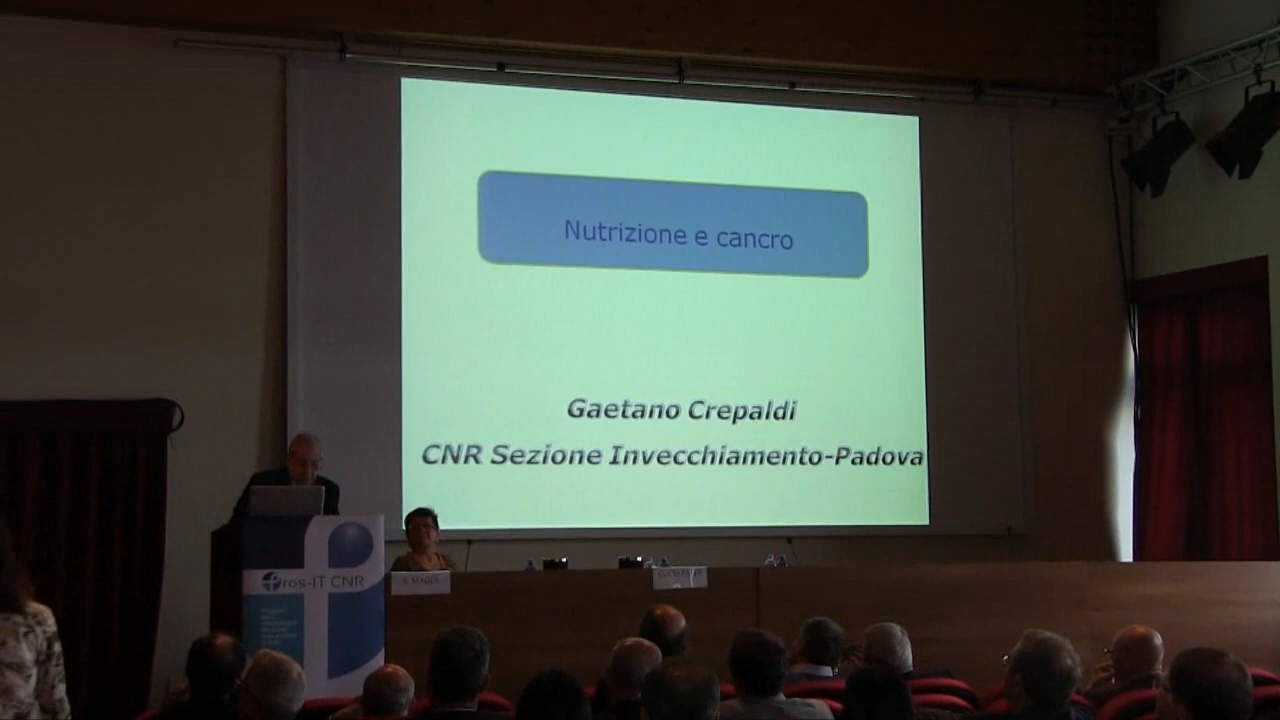 Nutrizione e cancro
Gaetano Crepaldi
CNR Sezione Invecchiamento-Padova
Pros-IT CNR